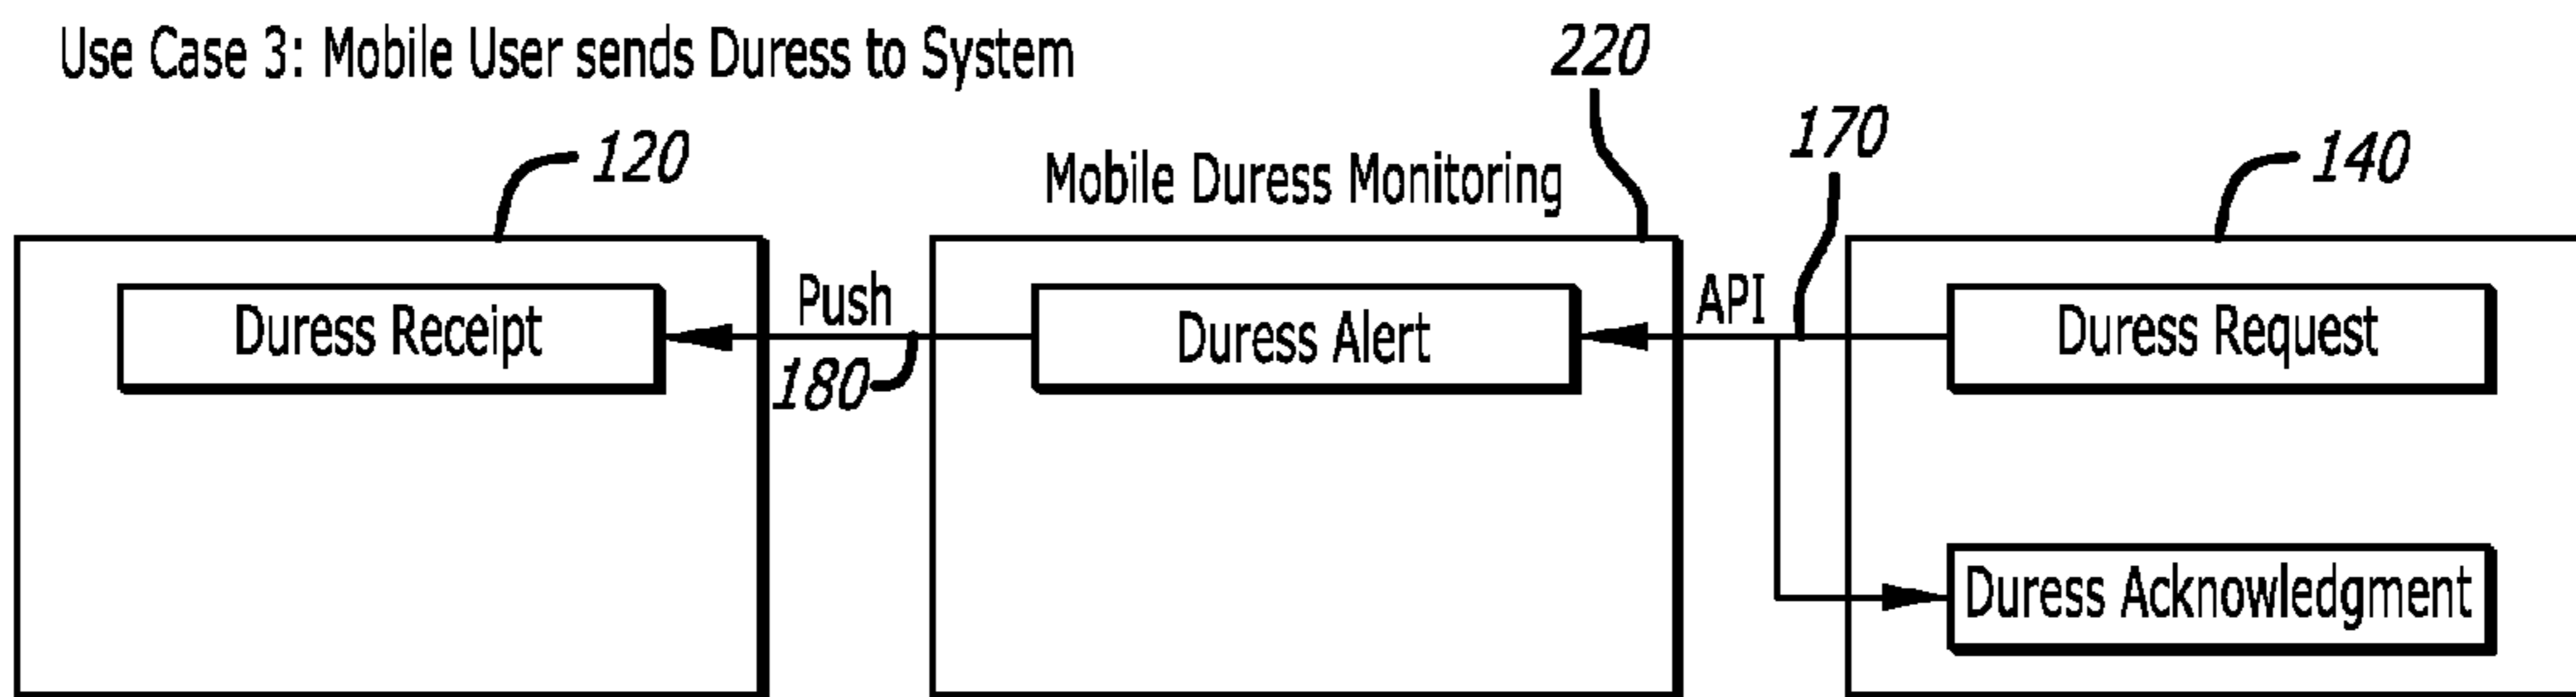 Use Case 3: Mobile User sends Duress to System
220
170
120
Mobile Duress Monitoring
140
Duress Receipt
Push
180
Duress Alert
API
Duress Request
Duress Acknowledgment